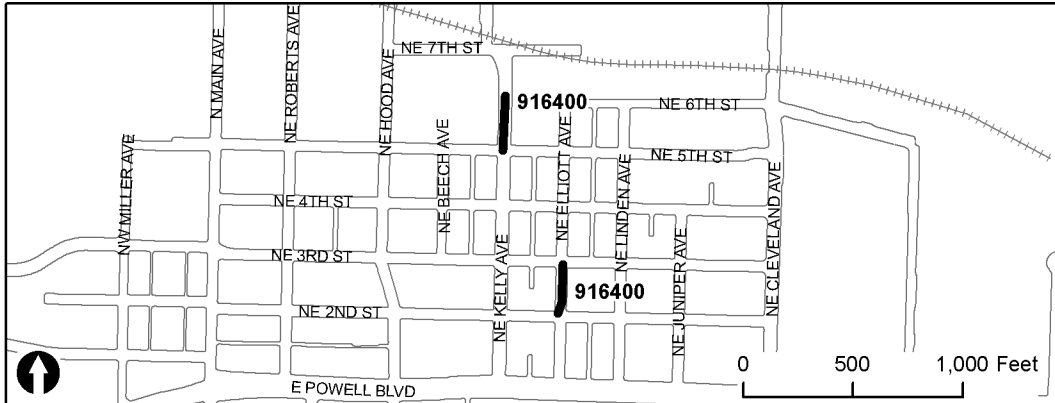 NE 7TH ST
N MAIN AVE
NE ROBERTS AVE
NE HOOD AVE
916400
NE 6TH ST
NE BEECH AVE
NE ELLIOTT AVE
NE 5TH ST
NW MILLER AVE
NE LINDEN AVE
NE CLEVELAND AVE
NE 4TH ST
NE 3RD ST
NE KELLY AVE
NE JUNIPER AVE
916400
NE 2ND ST
0 500 1,000 Feet
E POWELL BLVD